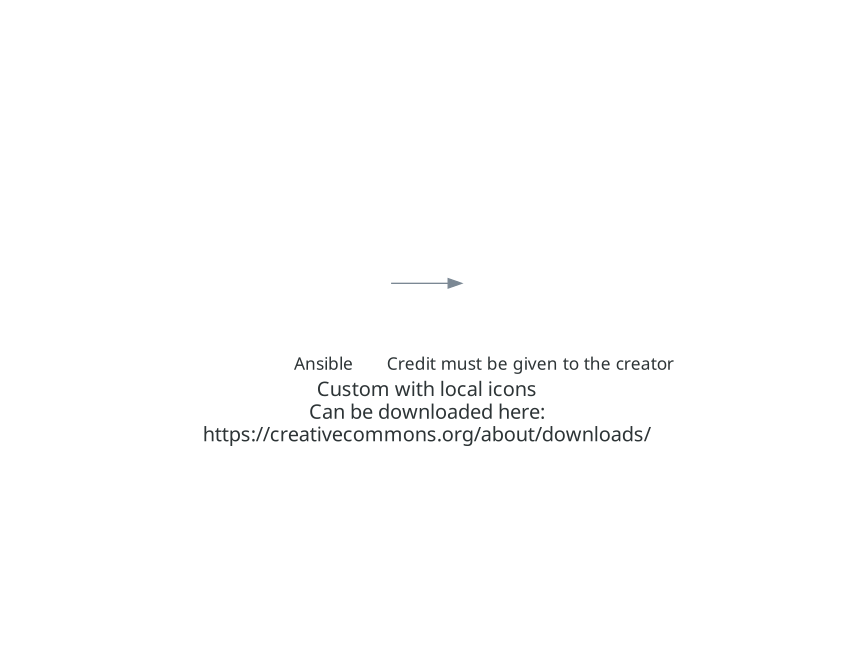 Ansible
Credit must be given to the creator
Custom with local icons
Can be downloaded here:
https://creativecommons.org/about/downloads/